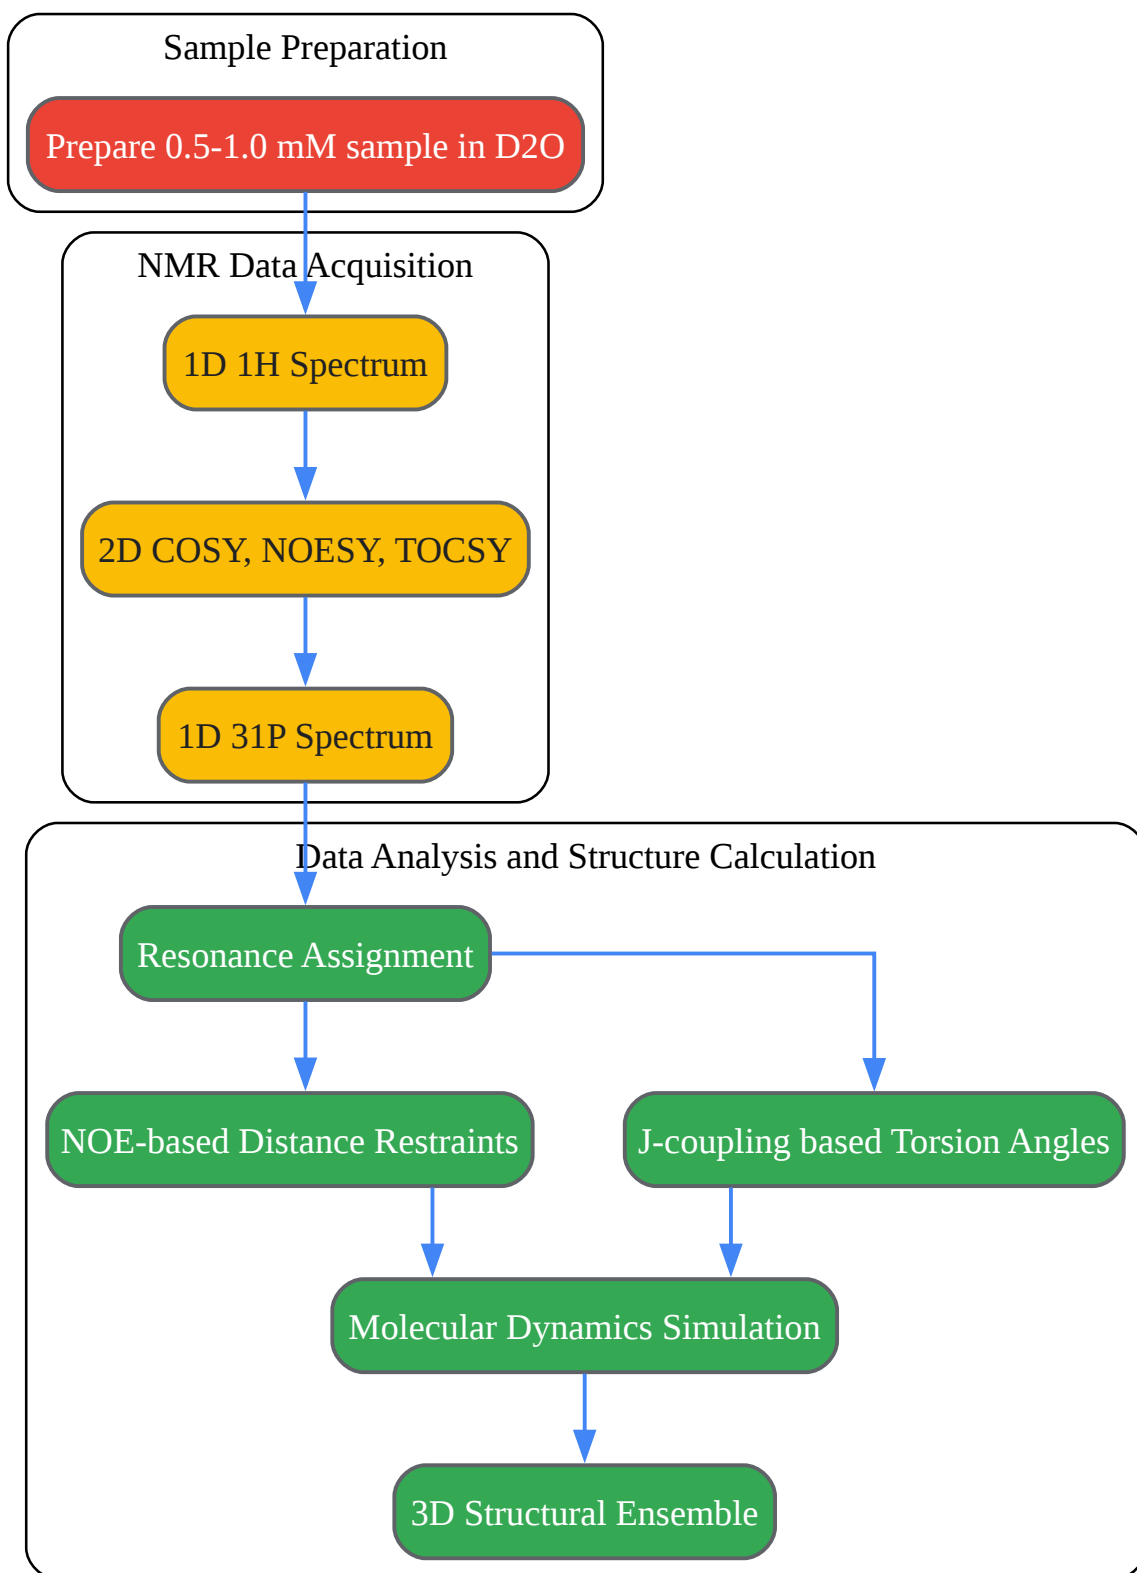 Sample Preparation
Prepare 0.5-1.0 mM sample in D2O
NMR Data Acquisition
1D 1H Spectrum
2D COSY, NOESY, TOCSY
1D 31P Spectrum
Data Analysis and Structure Calculation
Resonance Assignment
NOE-based Distance Restraints
J-coupling based Torsion Angles
Molecular Dynamics Simulation
3D Structural Ensemble